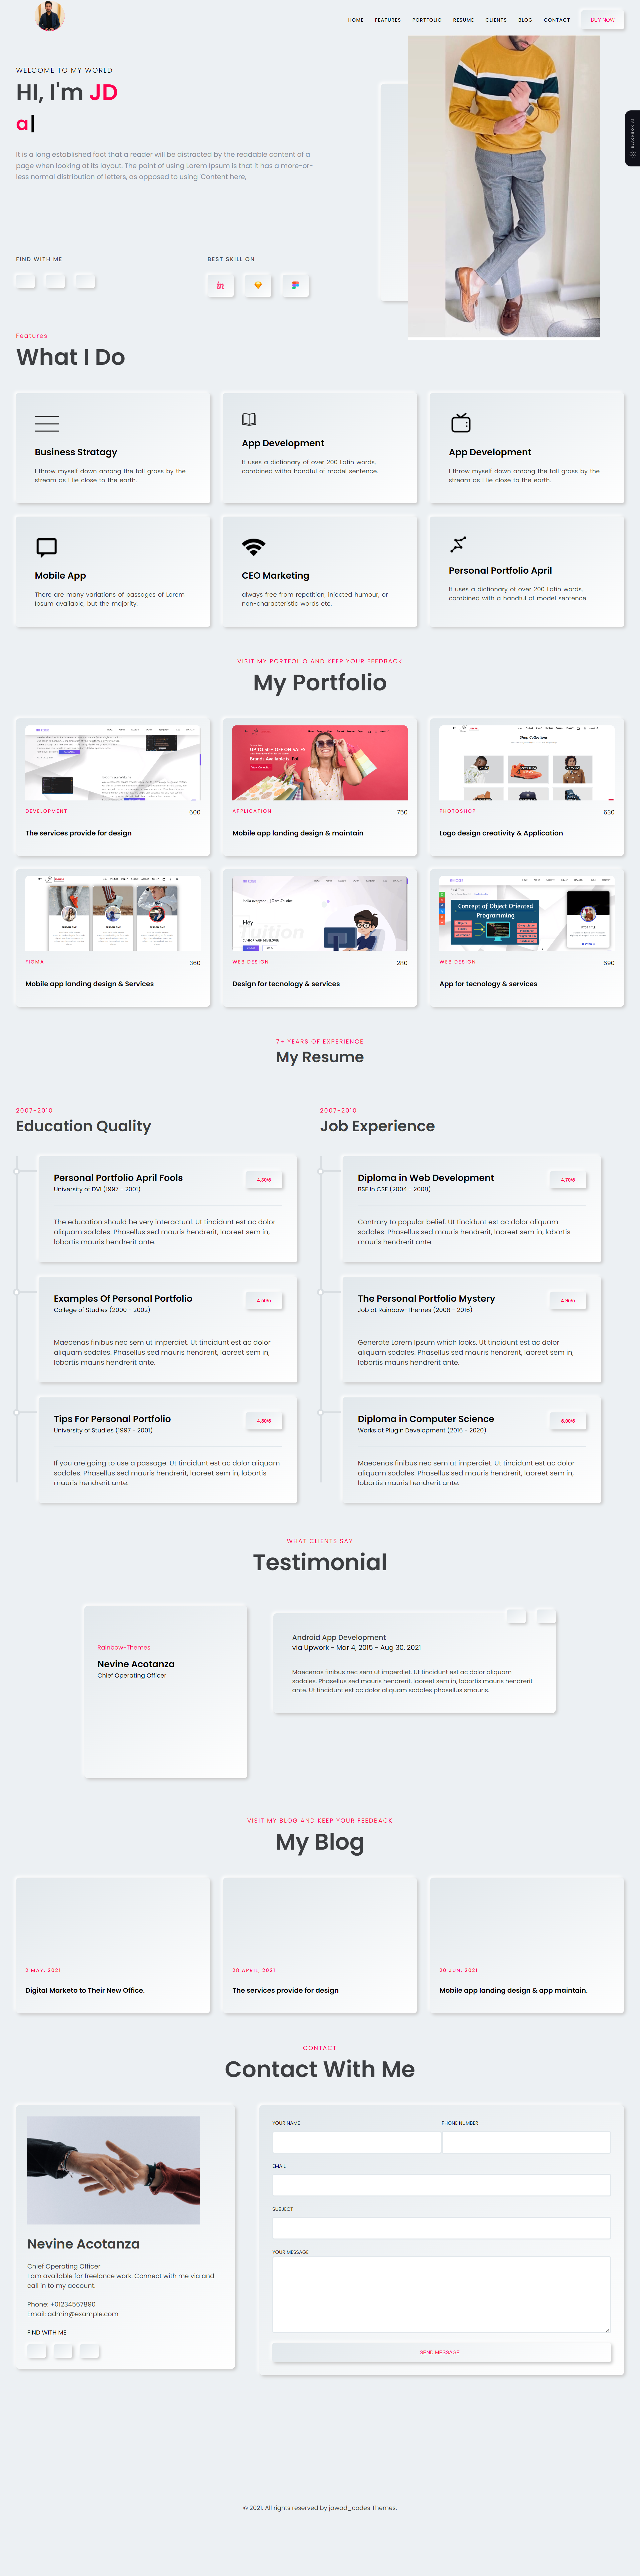 HOME FEATURES PORTFOLIO RESUME CLIENTS BLOG CONTACT BUY NOW
WELCOME TO MY WORLD
HI, I'm JD
a
It is a long established fact that a reader will be distracted by the readable content of a
page when looking at its layout. The point of using Lorem Ipsum is that it has a more-or-
less normal distribution of letters, as opposed to using 'Content here,
FIND WITH ME
BEST SKILL ON
Features
What I Do
Business Stratagy
I throw myself down among the tall grass by the
stream as I lie close to the earth.
App Development
It uses a dictionary of over 200 Latin words,
combined witha handful of model sentence.
App Development
I throw myself down among the tall grass by the
stream as I lie close to the earth.
Mobile App
There are many variations of passages of Lorem
Ipsum available, but the majority.
CEO Marketing
always free from repetition, injected humour, or
non-characteristic words etc.
Personal Portfolio April
It uses a dictionary of over 200 Latin words,
combined with a handful of model sentence.
VISIT MY PORTFOLIO AND KEEP YOUR FEEDBACK
My Portfolio
DEVELOPMENT 600
The services provide for design
UP TO 50% OFF ON SALES
APPLICATION 750
Mobile app landing design & maintain
Shop Collections
PHOTOSHOP 630
Logo design creativity & Application
FIGMA 360
Mobile app landing design & Services
Hey
WEB DESIGN 280
Design for tecnology & services
Concept of Object Oriented
Programming
WEB DESIGN 690
App for tecnology & services
7+ YEARS OF EXPERIENCE
My Resume
2007-2010
Education Quality
Personal Portfolio April Fools
University of DVI (1997 - 2001)
4.30/5
The education should be very interactual. Ut tincidunt est ac dolor
aliquam sodales. Phasellus sed mauris hendrerit, laoreet sem in,
lobortis mauris hendrerit ante.
Examples Of Personal Portfolio
College of Studies (2000 - 2002)
4.50/5
Maecenas finibus nec sem ut imperdiet. Ut tincidunt est ac dolor
aliquam sodales. Phasellus sed mauris hendrerit, laoreet sem in,
lobortis mauris hendrerit ante.
Tips For Personal Portfolio
University of Studies (1997 - 2001)
4.80/5
If you are going to use a passage. Ut tincidunt est ac dolor aliquam
sodales. Phasellus sed mauris hendrerit, laoreet sem in, lobortis
mauris hendrerit ante.
2007-2010
Job Experience
Diploma in Web Development
BSE In CSE (2004 - 2008)
4.70/5
Contrary to popular belief. Ut tincidunt est ac dolor aliquam
sodales. Phasellus sed mauris hendrerit, laoreet sem in, lobortis
mauris hendrerit ante.
The Personal Portfolio Mystery
Job at Rainbow-Themes (2008 - 2016)
4.95/5
Generate Lorem Ipsum which looks. Ut tincidunt est ac dolor
aliquam sodales. Phasellus sed mauris hendrerit, laoreet sem in,
lobortis mauris hendrerit ante.
Diploma in Computer Science
Works at Plugin Development (2016 - 2020)
5.00/5
Maecenas finibus nec sem ut imperdiet. Ut tincidunt est ac dolor
aliquam sodales. Phasellus sed mauris hendrerit, laoreet sem in,
lobortis mauris hendrerit ante.
WHAT CLIENTS SAY
Testimonial
Rainbow-Themes
Nevine Acotanza
Chief Operating Officer
Android App Development
via Upwork - Mar 4, 2015 - Aug 30, 2021
Maecenas finibus nec sem ut imperdiet. Ut tincidunt est ac dolor aliquam
sodales. Phasellus sed mauris hendrerit, laoreet sem in, lobortis mauris hendrerit
ante. Ut tincidunt est ac dolor aliquam sodales phasellus smauris.
VISIT MY BLOG AND KEEP YOUR FEEDBACK
My Blog
2 MAY, 2021
Digital Marketo to Their New Office.
28 APRIL, 2021
The services provide for design
20 JUN, 2021
Mobile app landing design & app maintain.
CONTACT
Contact With Me
Nevine Acotanza
Chief Operating Officer
I am available for freelance work. Connect with me via and
call in to my account.
Phone: +01234567890
Email: admin@example.com
FIND WITH ME
YOUR NAME
PHONE NUMBER
EMAIL
SUBJECT
YOUR MESSAGE
SEND MESSAGE
© 2021. All rights reserved by jawad_codes Themes.